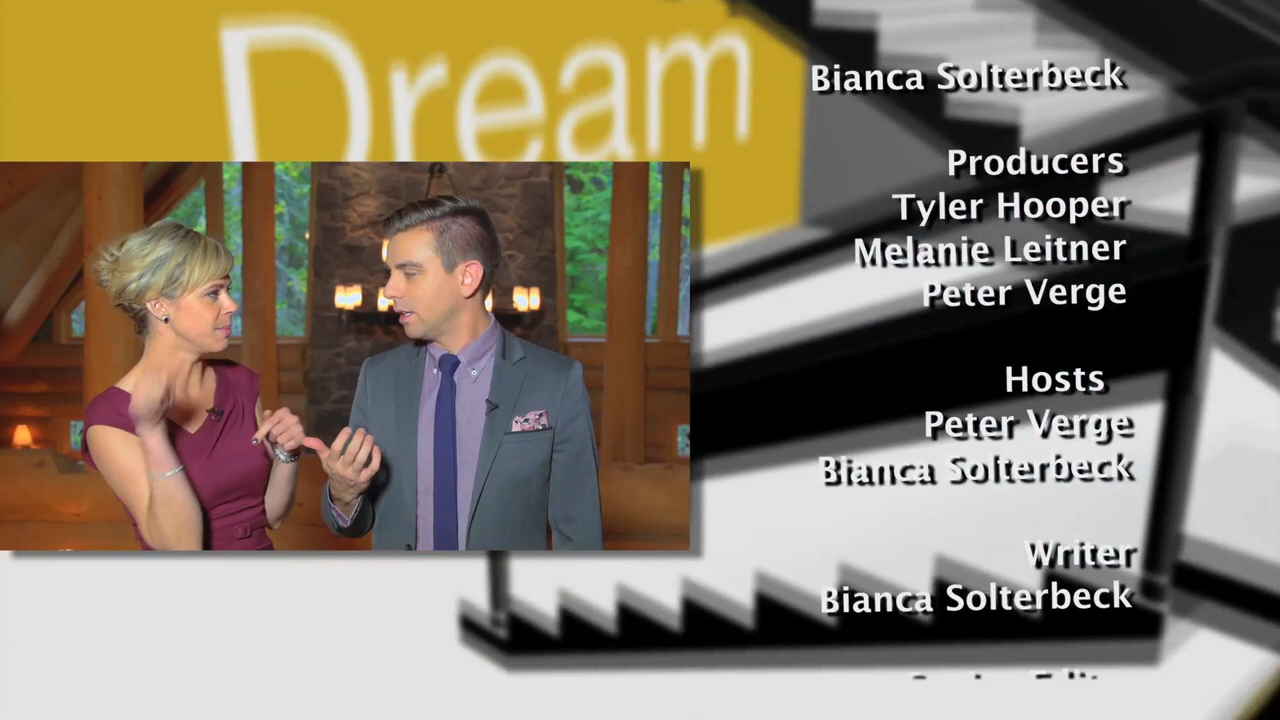 Dream
Bianca Solterbeck
Producers
Tyler Hooper
Melanie Leitner
Peter Verge
Hosts
Peter Verge
Bianca Solterbeck
Writer
Bianca Solterbeck